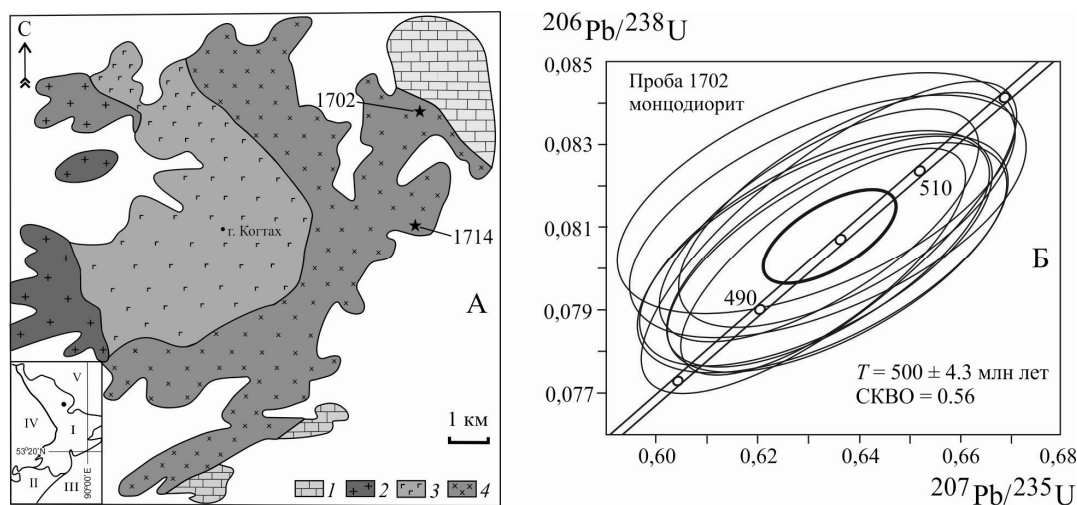 С
1702
г. Когтах
1714
А
1 км
V
IV
I
53°20'N
II
III
90°00'E
1
2
3
4
206Pb/238U
0,085
0,083
0,081
0,079
0,077
Проба 1702
монцодиорит
510
490
Б
T = 500 ± 4.3 млн лет
СКВО = 0.56
0,60
0,62
0,64
0,66
0,68
207Pb/235U